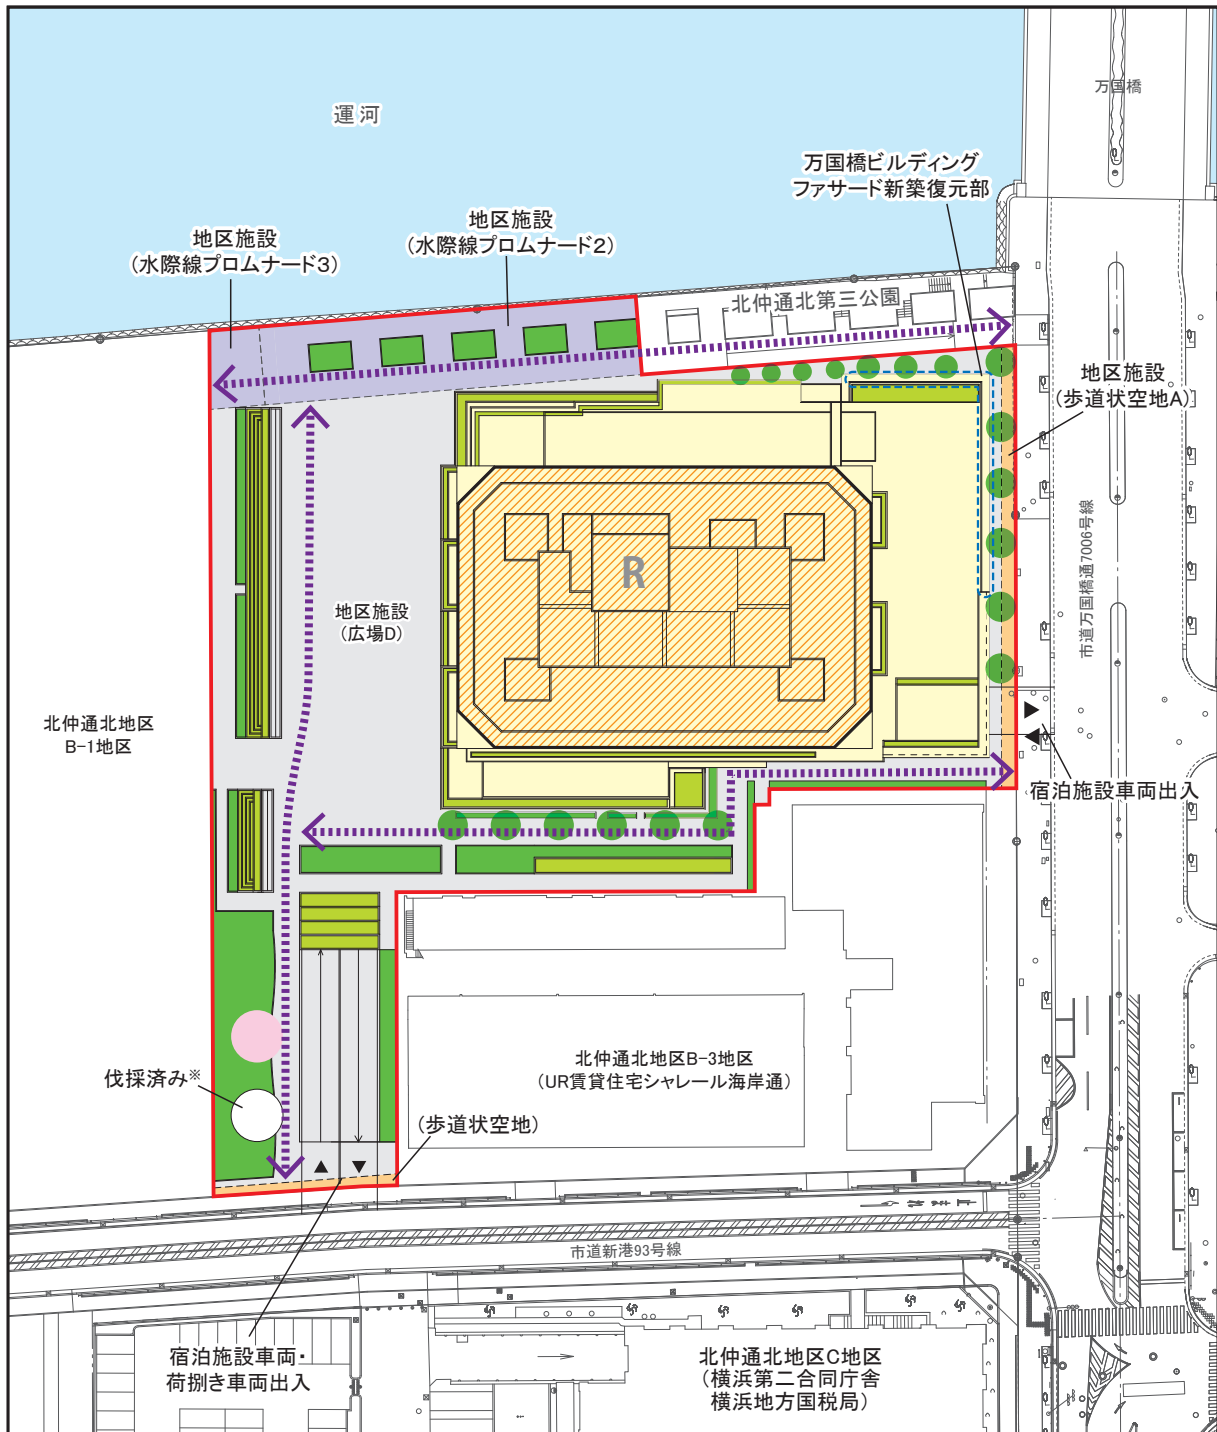 運河
万国橋
万国橋ビルディング
ファサード新築復元部
地区施設
(水際線プロムナード2)
地区施設
(水際線プロムナード3)
北仲通北第三公園
地区施設
(歩道状空地A)
市道万国橋通7006号線
R
地区施設
(広場D)
北仲通北地区
B-1地区
宿泊施設車両出入
伐採済み※
北仲通北地区B-3地区
(UR賃貸住宅シャレール海岸通)
(歩道状空地)
市道新港93号線
宿泊施設車両・
荷捌き車両出入
北仲通北地区C地区
(横浜第二合同庁舎
横浜地方国税局)